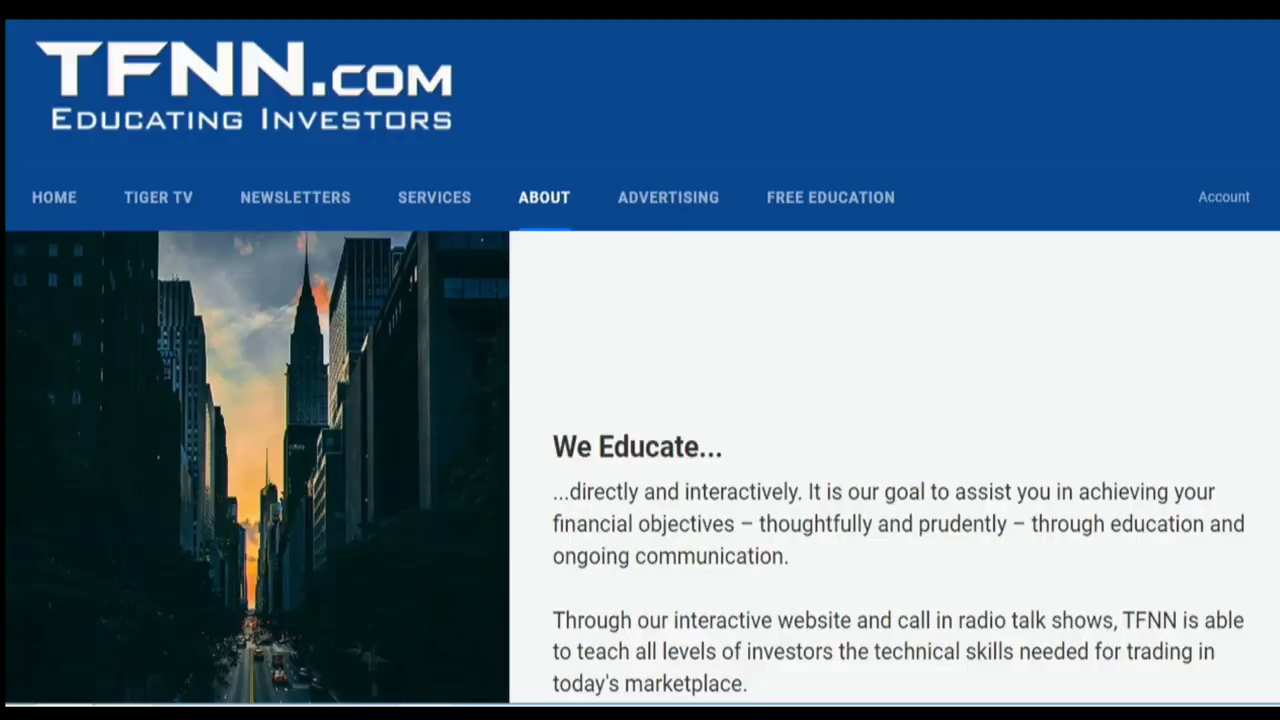 TFNN.COM
EDUCATING INVESTORS
HOME TIGER TV NEWSLETTERS SERVICES ABOUT ADVERTISING FREE EDUCATION Account
We Educate...
...directly and interactively. It is our goal to assist you in achieving your
financial objectives – thoughtfully and prudently – through education and
ongoing communication.
Through our interactive website and call in radio talk shows, TFNN is able
to teach all levels of investors the technical skills needed for trading in
today's marketplace.